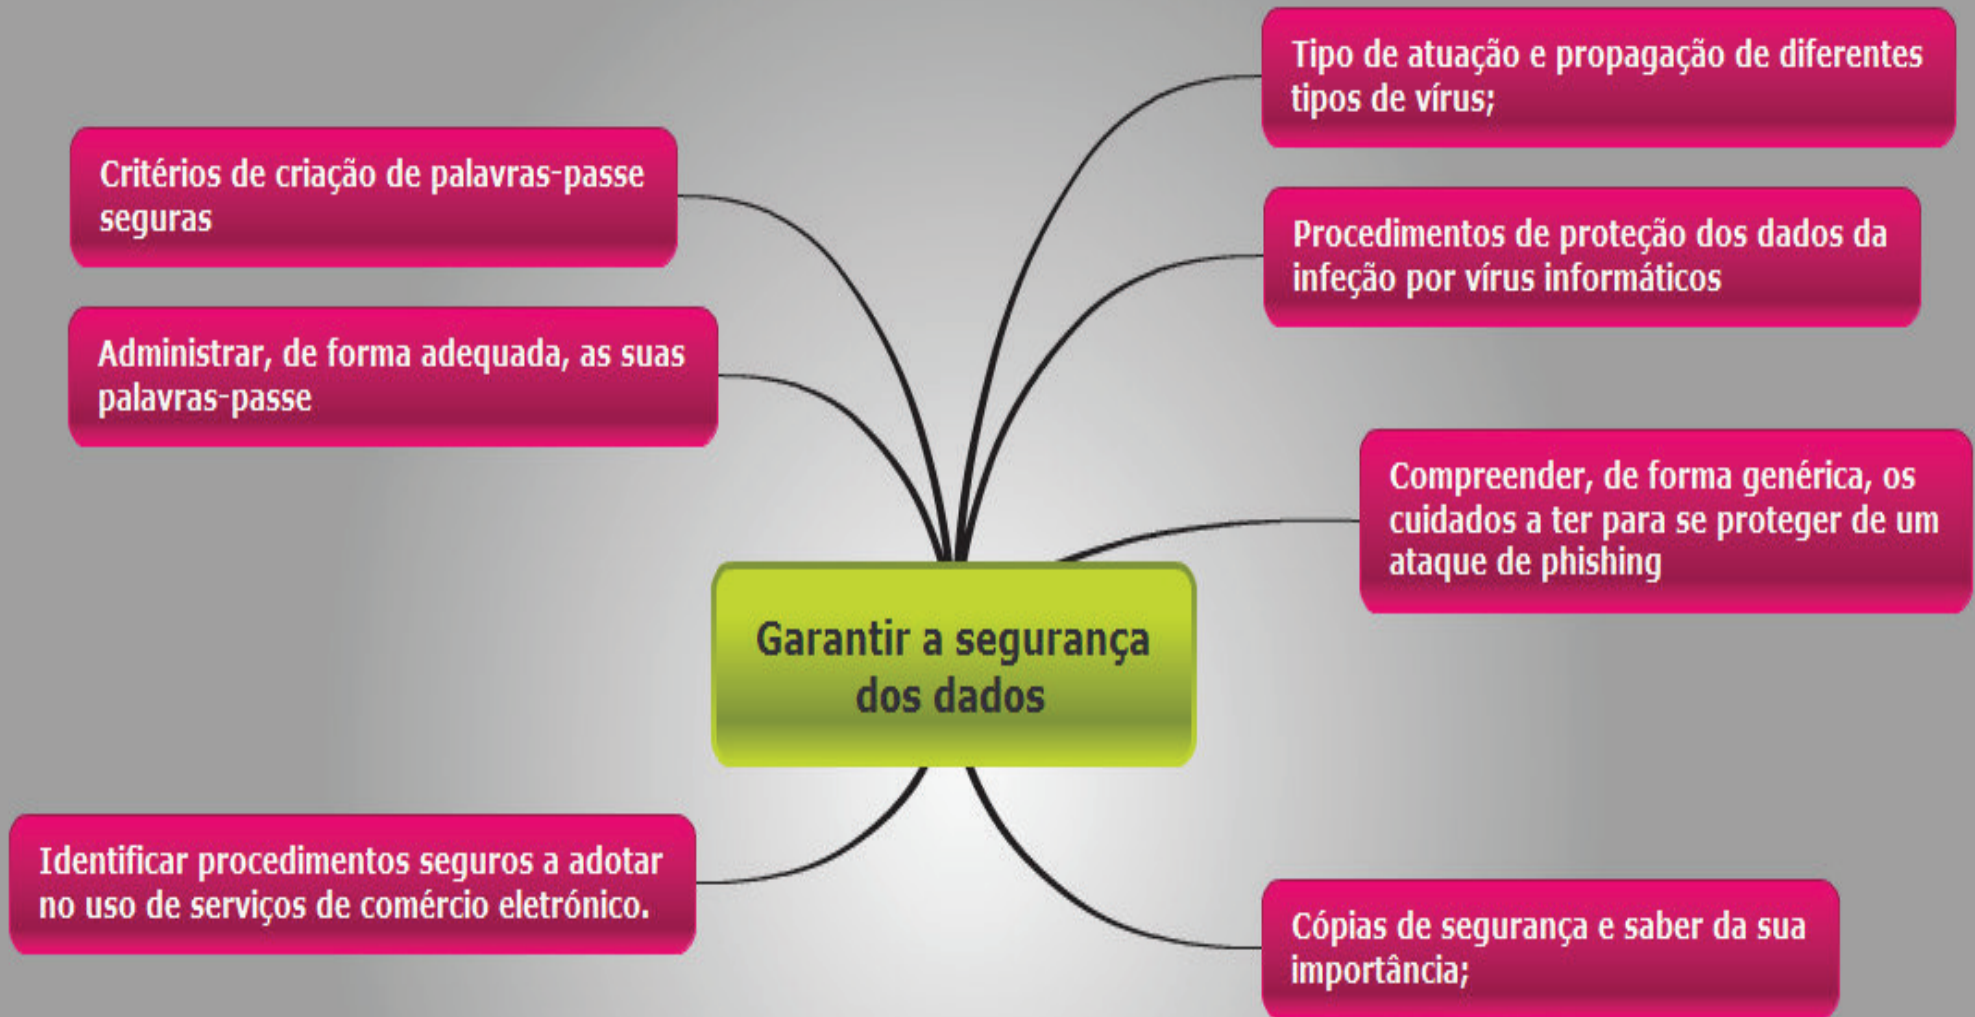 Tipo de atuação e propagação de diferentes
tipos de vírus;
Critérios de criação de palavras-passe
seguras
Procedimentos de proteção dos dados da
infeção por vírus informáticos
Administrar, de forma adequada, as suas
palavras-passe
Compreender, de forma genérica, os
cuidados a ter para se proteger de um
ataque de phishing
Garantir a segurança
dos dados
Identificar procedimentos seguros a adotar
no uso de serviços de comércio eletrónico.
Cópias de segurança e saber da sua
importância;